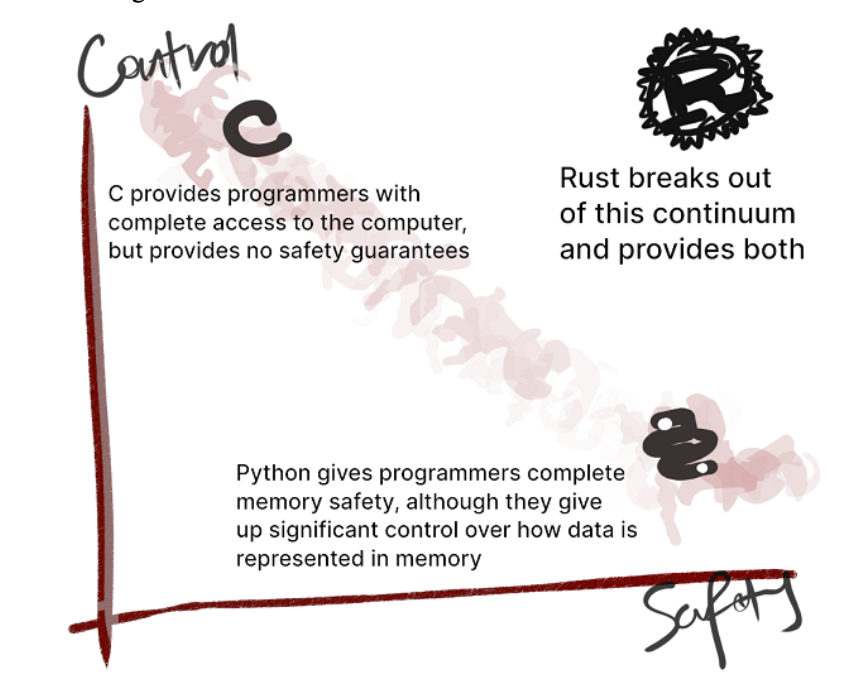 Control
C
R
C provides programmers with
complete access to the computer,
but provides no safety guarantees
Rust breaks out
of this continuum
and provides both
Python gives programmers complete
memory safety, although they give
up significant control over how data is
represented in memory
Safety